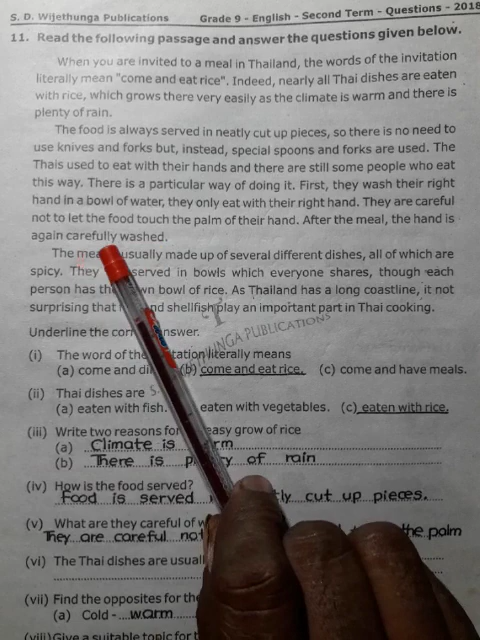 S. D. Wijethunga Publications Grade 9 - English - Second Term - Questions - 2018
11. Read the following passage and answer the questions given below.
When you are invited to a meal in Thailand, the words of the invitation
literally mean "come and eat rice". Indeed, nearly all Thai dishes are eaten
with rice, which grows there very easily as the climate is warm and there is
plenty of rain.
The food is always served in neatly cut up pieces, so there is no need to
use knives and forks but, instead, special spoons and forks are used. The
Thais used to eat with their hands and there are still some people who eat
this way. There is a particular way of doing it. First, they wash their right
hand in a bowl of water, they only eat with their right hand. They are careful
not to let the food touch the palm of their hand. After the meal, the hand is
again carefully washed.
The meal usually made up of several different dishes, all of which are
spicy. They served in bowls which everyone shares, though each
person has own bowl of rice. As Thailand has a long coastline, it not
surprising that and shellfish play an important part in Thai cooking.
Underline the answer.
(i) The word of the literally means
(a) come and (b) come and eat rice. (c) come and have meals.
(ii) Thai dishes are
(a) eaten with fish. eaten with vegetables. (c) eaten with rice.
(iii) Write two reasons for easy grow of rice
(a) Climate is
(b) There is of rain
(iv) How is the food served?
Food is served cut up pieces.
(v) What are they careful of
They are careful not the palm
(vi) The Thai dishes are
(vii) Find the opposites for the
(a) Cold - warm
(viii) Give a suitable topic for
WIJETHUNGA PUBLICATIONS